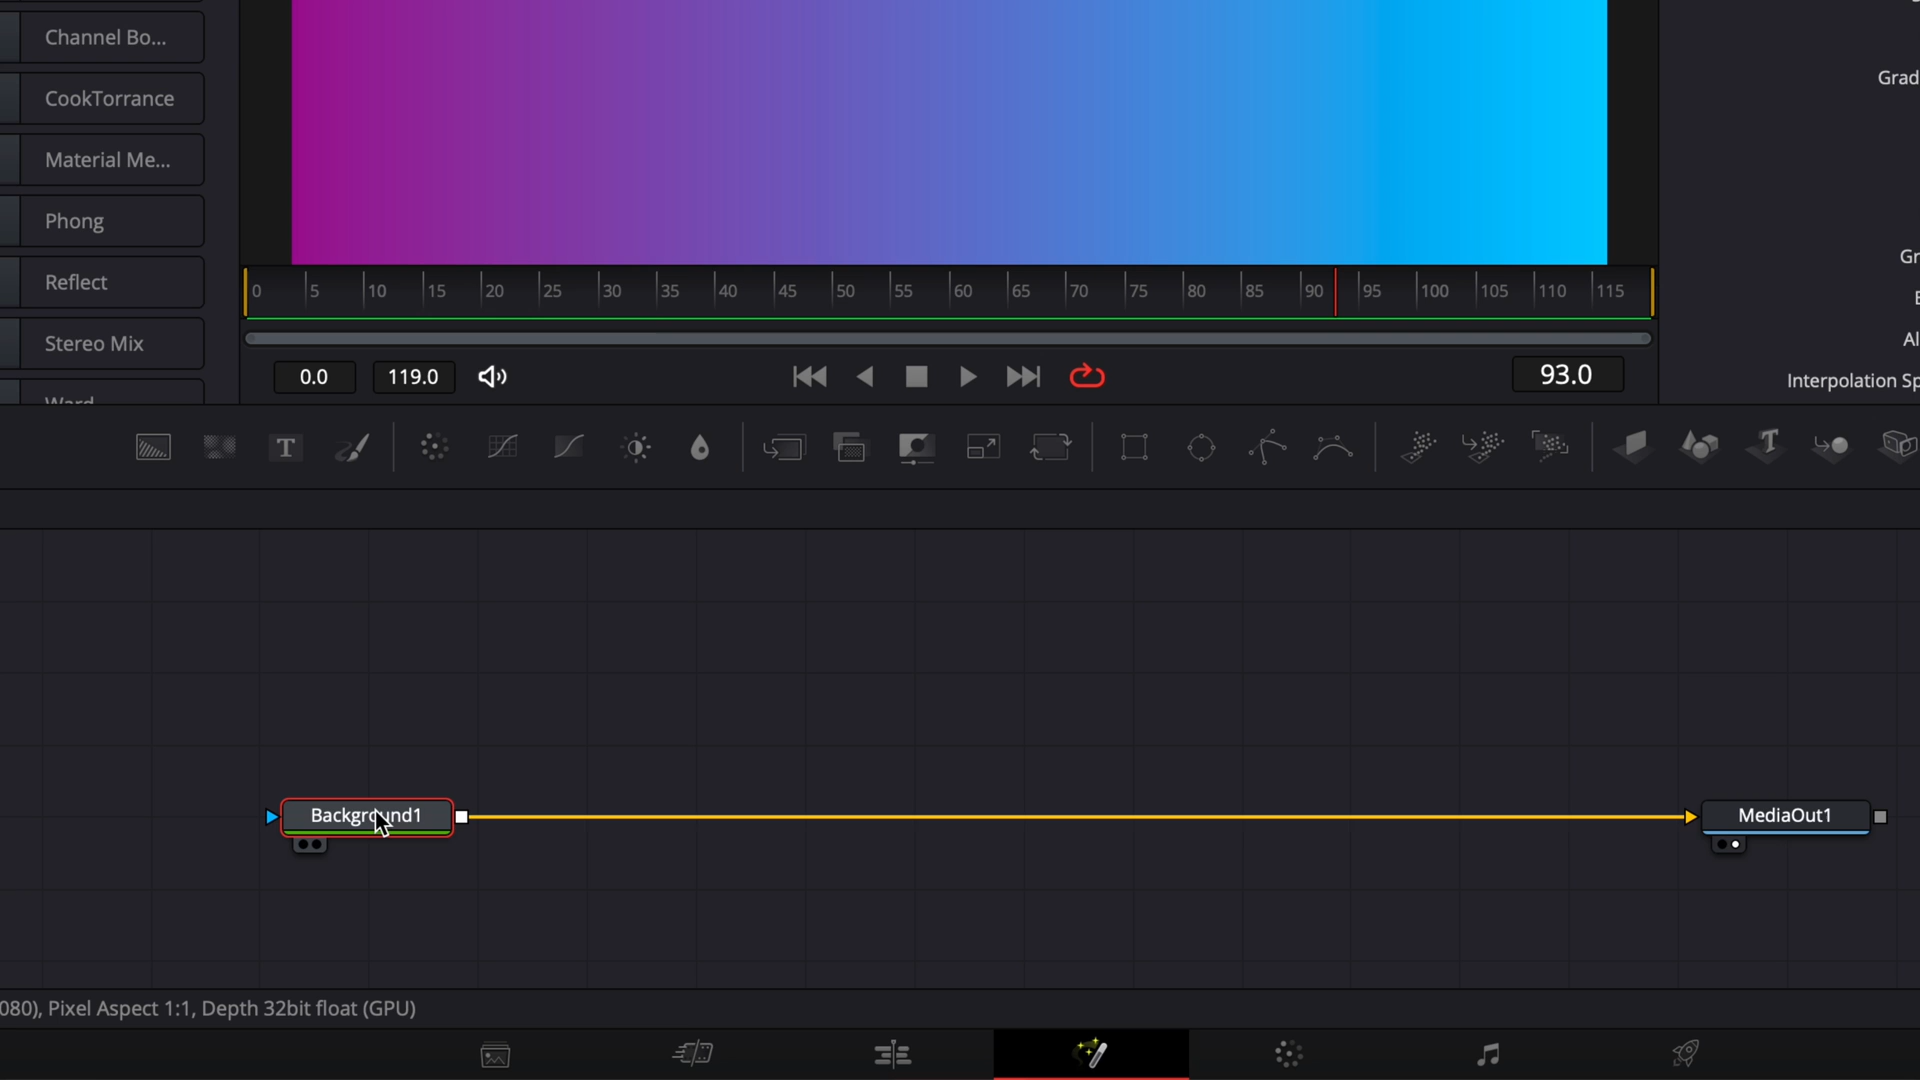 Channel Bo...
CookTorrance
Material Me...
Phong
Reflect
Stereo Mix
Ward
Grad
Gr
Al
Interpolation Sp
0 5 10 15 20 25 30 35 40 45 50 55 60 65 70 75 80 85 90 95 100 105 110 115
0.0 119.0 93.0
T T
Background1
MediaOut1
080), Pixel Aspect 1:1, Depth 32bit float (GPU)